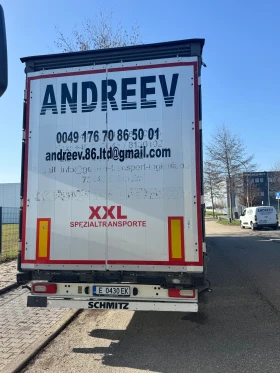 ANDREEV
0049 176 70 86 50 01
andreev.86.ltd@gmail.com
XXL
SPEZIALTRANSPORTE
E 0430 EK
SCHMITZ